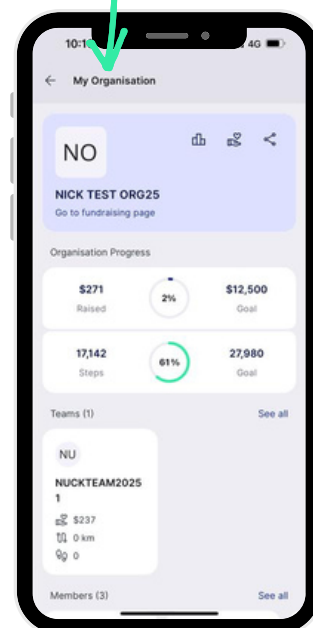 4G
My Organisation
NO
NICK TEST ORG25
Go to fundraising page
Organisation Progress
$271 2% $12,500
Raised Goal
17,142 61% 27,980
Steps Goal
Teams (1) See all
NU
NUCKTEAM2025
1
$237
0 km
0
Members (3) See all